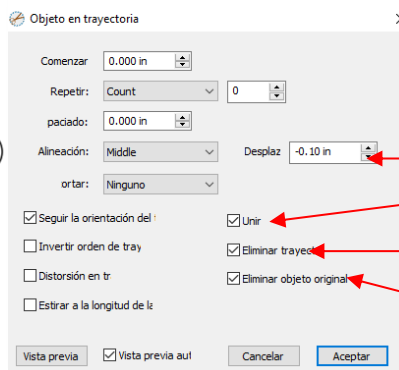 Objeto en trayectoria
Comenzar 0.000 in
Repetir: Count 0
paciado: 0.000 in
Alineación: Middle Desplaz -0.10 in
ortar: Ninguno
Seguir la orientación del Unir
Invertir orden de tray Eliminar trayect
Distorsión en tr Eliminar objeto original
Estirar a la longitud de la
Vista previa Vista previa aut Cancelar Aceptar